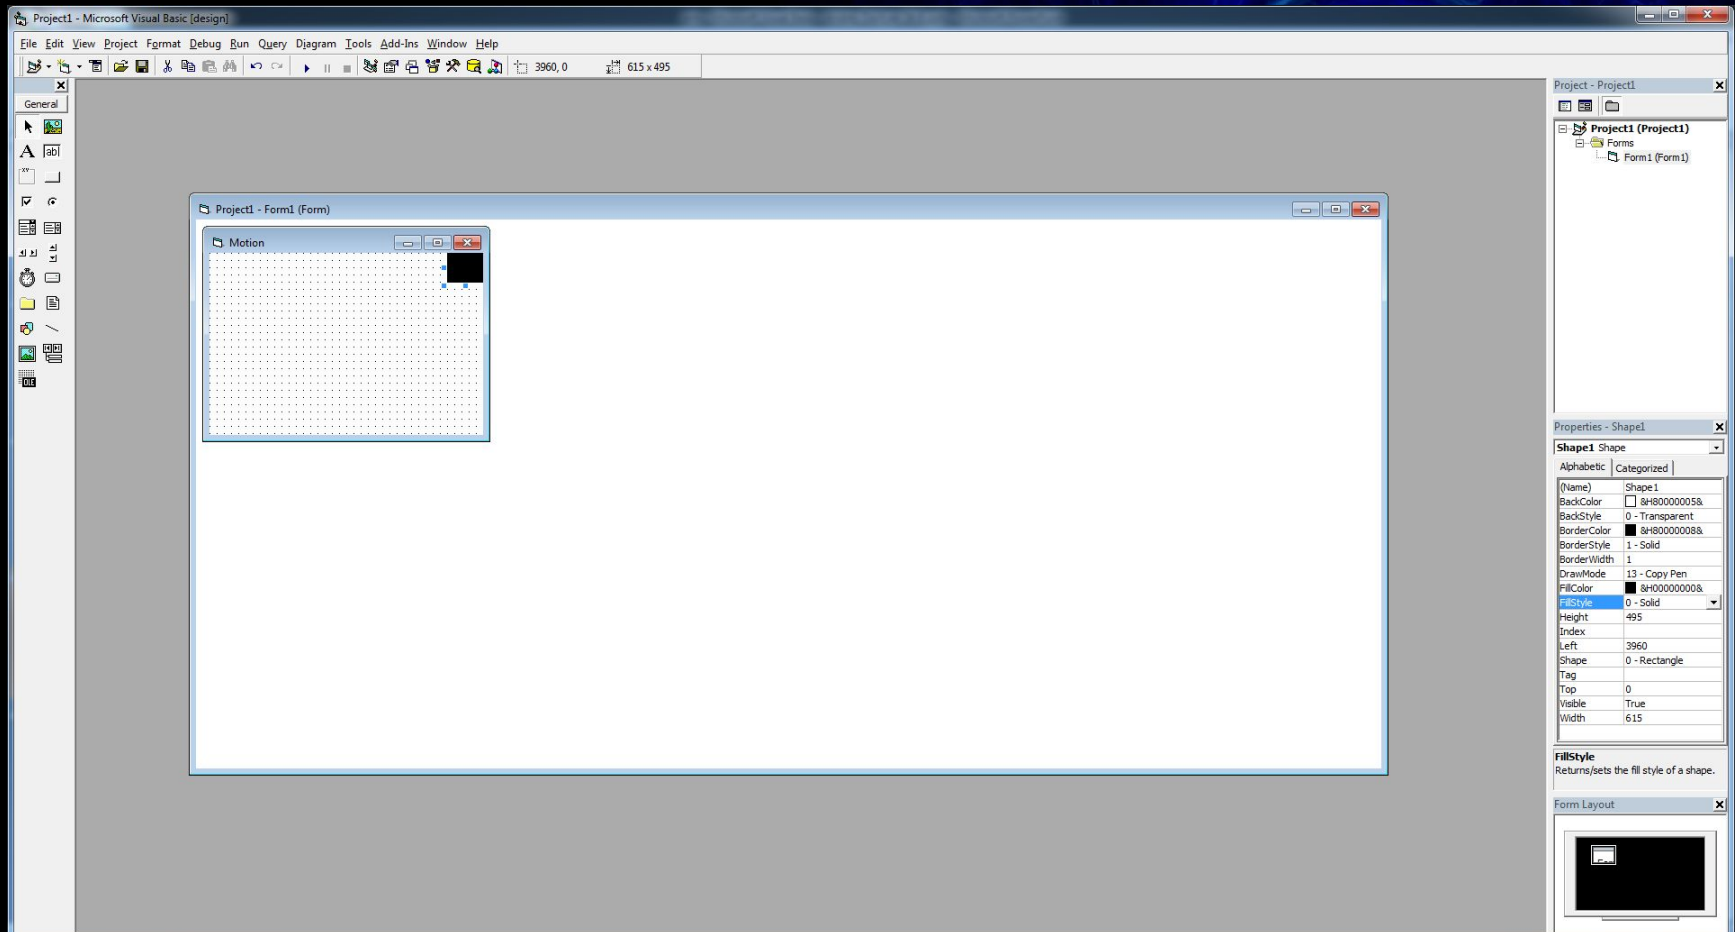 Project1 - Microsoft Visual Basic [design]
File Edit View Project Format Debug Run Query Diagram Tools Add-Ins Window Help
3960, 0 615 x 495
General
A ab|
xy
OLE
Project1 - Form1 (Form)
Motion
Project - Project1
Project1 (Project1)
Forms
Form1 (Form1)
Properties - Shape1
Shape1 Shape
Alphabetic Categorized
(Name) Shape1
BackColor &H80000005&
BackStyle 0 - Transparent
BorderColor &H80000008&
BorderStyle 1 - Solid
BorderWidth 1
DrawMode 13 - Copy Pen
FillColor &H00000000&
FillStyle 0 - Solid
Height 495
Index
Left 3960
Shape 0 - Rectangle
Tag
Top 0
Visible True
Width 615
FillStyle
Returns/sets the fill style of a shape.
Form Layout